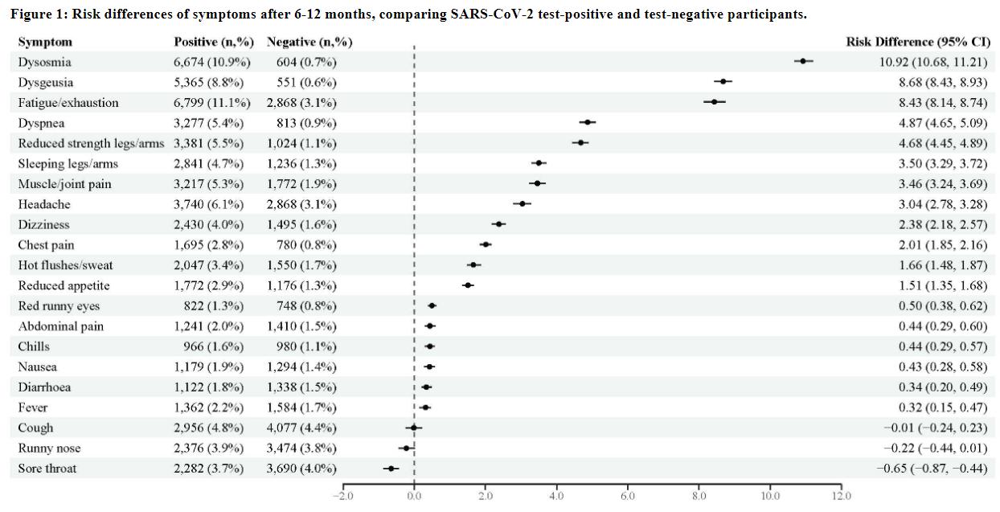 Figure 1: Risk differences of symptoms after 6-12 months, comparing SARS-CoV-2 test-positive and test-negative participants.
Symptom Positive (n,%) Negative (n,%) Risk Difference (95% CI)
Dysosmia 6,674 (10.9%) 604 (0.7%) 10.92 (10.68, 11.21)
Dysgeusia 5,365 (8.8%) 551 (0.6%) 8.68 (8.43, 8.93)
Fatigue/exhaustion 6,799 (11.1%) 2,868 (3.1%) 8.43 (8.14, 8.74)
Dyspnea 3,277 (5.4%) 813 (0.9%) 4.87 (4.65, 5.09)
Reduced strength legs/arms 3,381 (5.5%) 1,024 (1.1%) 4.68 (4.45, 4.89)
Sleeping legs/arms 2,841 (4.7%) 1,236 (1.3%) 3.50 (3.29, 3.72)
Muscle/joint pain 3,217 (5.3%) 1,772 (1.9%) 3.46 (3.24, 3.69)
Headache 3,740 (6.1%) 2,868 (3.1%) 3.04 (2.78, 3.28)
Dizziness 2,430 (4.0%) 1,495 (1.6%) 2.38 (2.18, 2.57)
Chest pain 1,695 (2.8%) 780 (0.8%) 2.01 (1.85, 2.16)
Hot flushes/sweat 2,047 (3.4%) 1,550 (1.7%) 1.66 (1.48, 1.87)
Reduced appetite 1,772 (2.9%) 1,176 (1.3%) 1.51 (1.35, 1.68)
Red runny eyes 822 (1.3%) 748 (0.8%) 0.50 (0.38, 0.62)
Abdominal pain 1,241 (2.0%) 1,410 (1.5%) 0.44 (0.29, 0.60)
Chills 966 (1.6%) 980 (1.1%) 0.44 (0.29, 0.57)
Nausea 1,179 (1.9%) 1,294 (1.4%) 0.43 (0.28, 0.58)
Diarrhoea 1,122 (1.8%) 1,338 (1.5%) 0.34 (0.20, 0.49)
Fever 1,362 (2.2%) 1,584 (1.7%) 0.32 (0.15, 0.47)
Cough 2,956 (4.8%) 4,077 (4.4%) −0.01 (−0.24, 0.23)
Runny nose 2,376 (3.9%) 3,474 (3.8%) −0.22 (−0.44, 0.01)
Sore throat 2,282 (3.7%) 3,690 (4.0%) −0.65 (−0.87, −0.44)
−2.0 0.0 2.0 4.0 6.0 8.0 10.0 12.0